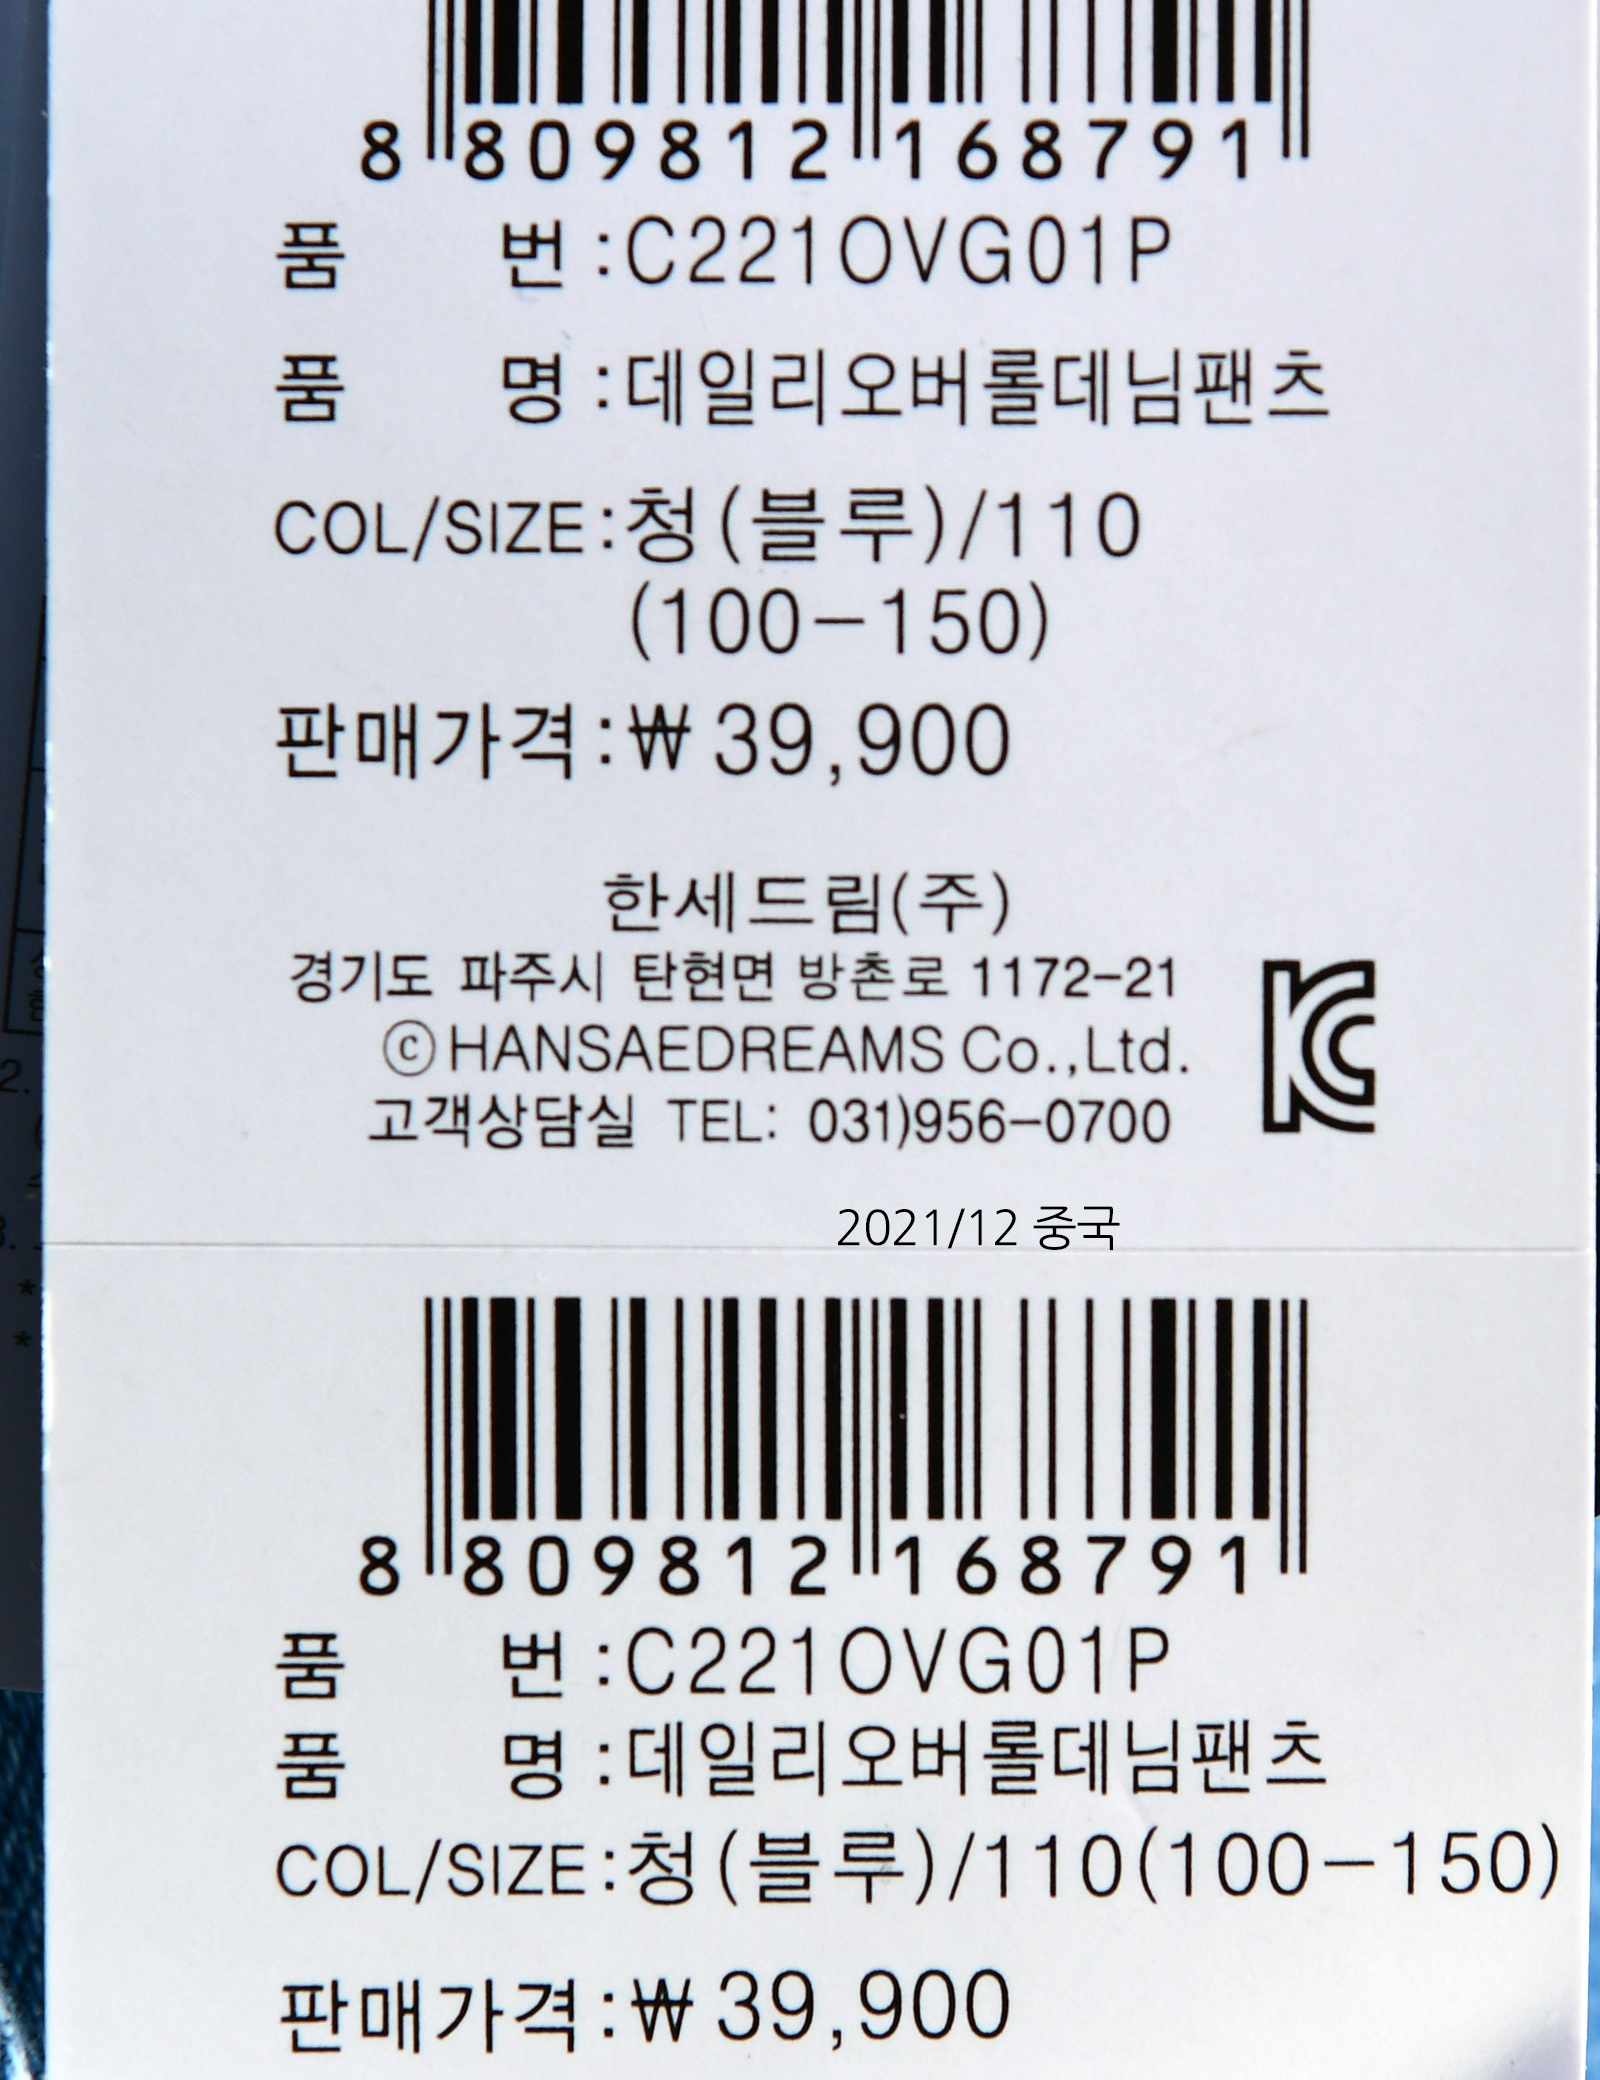 8 809812 168791
품 번 : C221OVG01P
품 명 : 데일리오버롤데님팬츠
COL/SIZE : 청(블루)/110
(100-150)
판매가격 : ₩ 39,900
한세드림(주)
경기도 파주시 탄현면 방촌로 1172-21
ⓒHANSAEDREAMS Co.,Ltd.
고객상담실 TEL: 031)956-0700
2021/12 중국
8 809812 168791
품 번 : C221OVG01P
품 명 : 데일리오버롤데님팬츠
COL/SIZE : 청(블루)/110(100-150)
판매가격 : ₩ 39,900